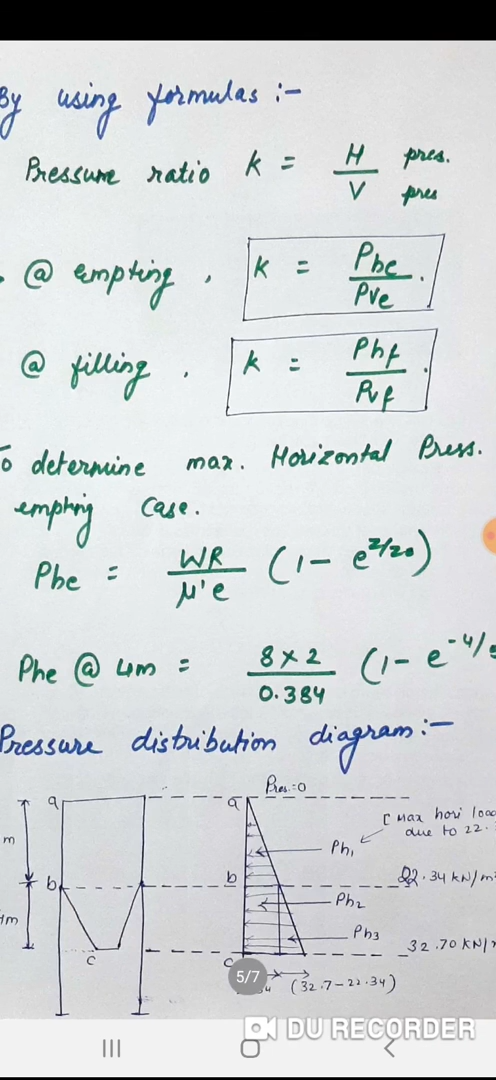 By using formulas :-
Pressure ratio k = H pres. / V pres
@ empting , k = Phe / Pve .
@ filling . k = Phf / Pvf .
To determine max. Horizontal Press.
empting case.
Phe = WR / μ'e (1 - e^z/zo)
Phe @ 4m = 8 × 2 / 0.384 (1 - e^-4/
Pressure distribution diagram :-
a a Pres = 0
[ Max hori loa
due to 22.
m Ph1
b b 22.34 kN/m
m Ph2
Ph3
c c 32.70 kN/
5/7 (32.7 - 22.34)
DU RECORDER